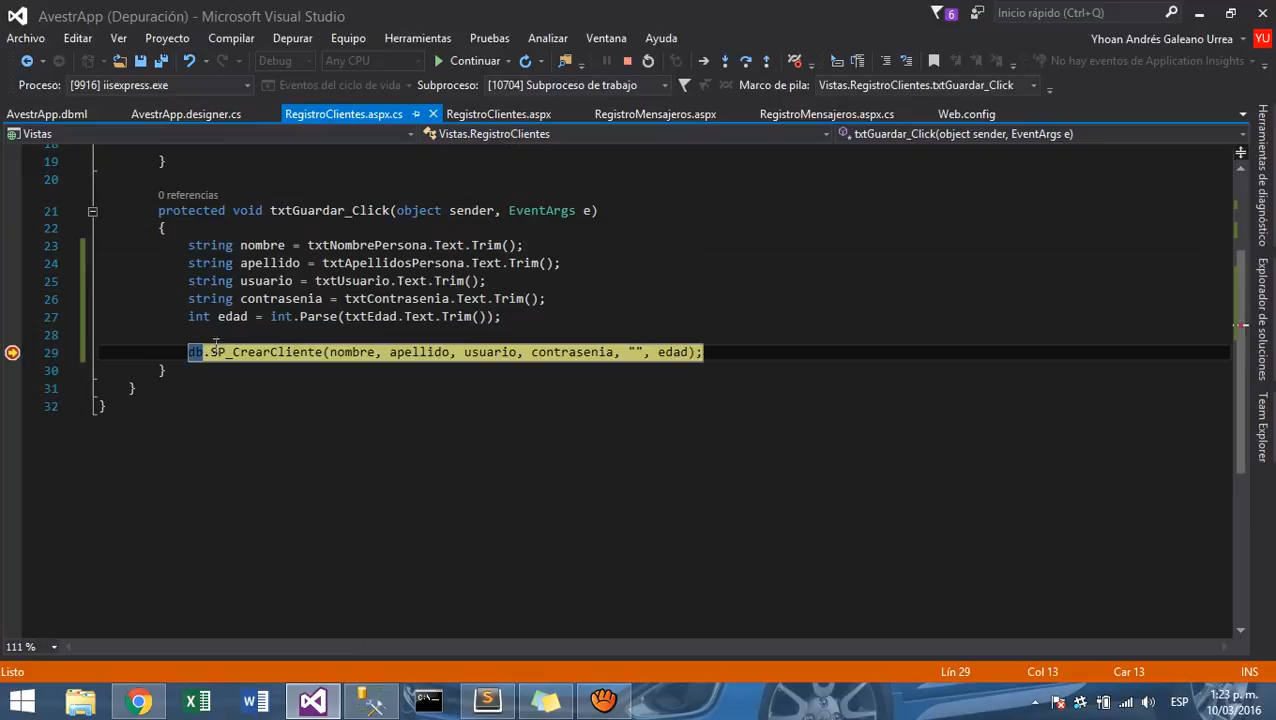 AvestrApp (Depuración) - Microsoft Visual Studio
6
Inicio rápido (Ctrl+Q)
Archivo Editar Ver Proyecto Compilar Depurar Equipo Herramientas Pruebas Analizar Ventana Ayuda
Yhoan Andrés Galeano Urrea YU
Debug Any CPU Continuar No hay eventos de Application Insights
Proceso: [9916] iisexpress.exe Eventos del ciclo de vida Subproceso: [10704] Subproceso de trabajo Marco de pila: Vistas.RegistroClientes.txtGuardar_Click
AvestrApp.dbml AvestrApp.designer.cs RegistroClientes.aspx.cs RegistroClientes.aspx RegistroMensajeros.aspx RegistroMensajeros.aspx.cs Web.config
Vistas Vistas.RegistroClientes txtGuardar_Click(object sender, EventArgs e)
18
19 }
20
0 referencias
21 protected void txtGuardar_Click(object sender, EventArgs e)
22 {
23 string nombre = txtNombrePersona.Text.Trim();
24 string apellido = txtApellidosPersona.Text.Trim();
25 string usuario = txtUsuario.Text.Trim();
26 string contrasenia = txtContrasenia.Text.Trim();
27 int edad = int.Parse(txtEdad.Text.Trim());
28
29 db.SP_CrearCliente(nombre, apellido, usuario, contrasenia, "", edad);
30 }
31 }
32 }
Herramientas de diagnóstico
Explorador de soluciones
Team Explorer
111 %
Listo Lín 29 Col 13 Car 13 INS
ESP
1:23 p. m.
10/03/2016